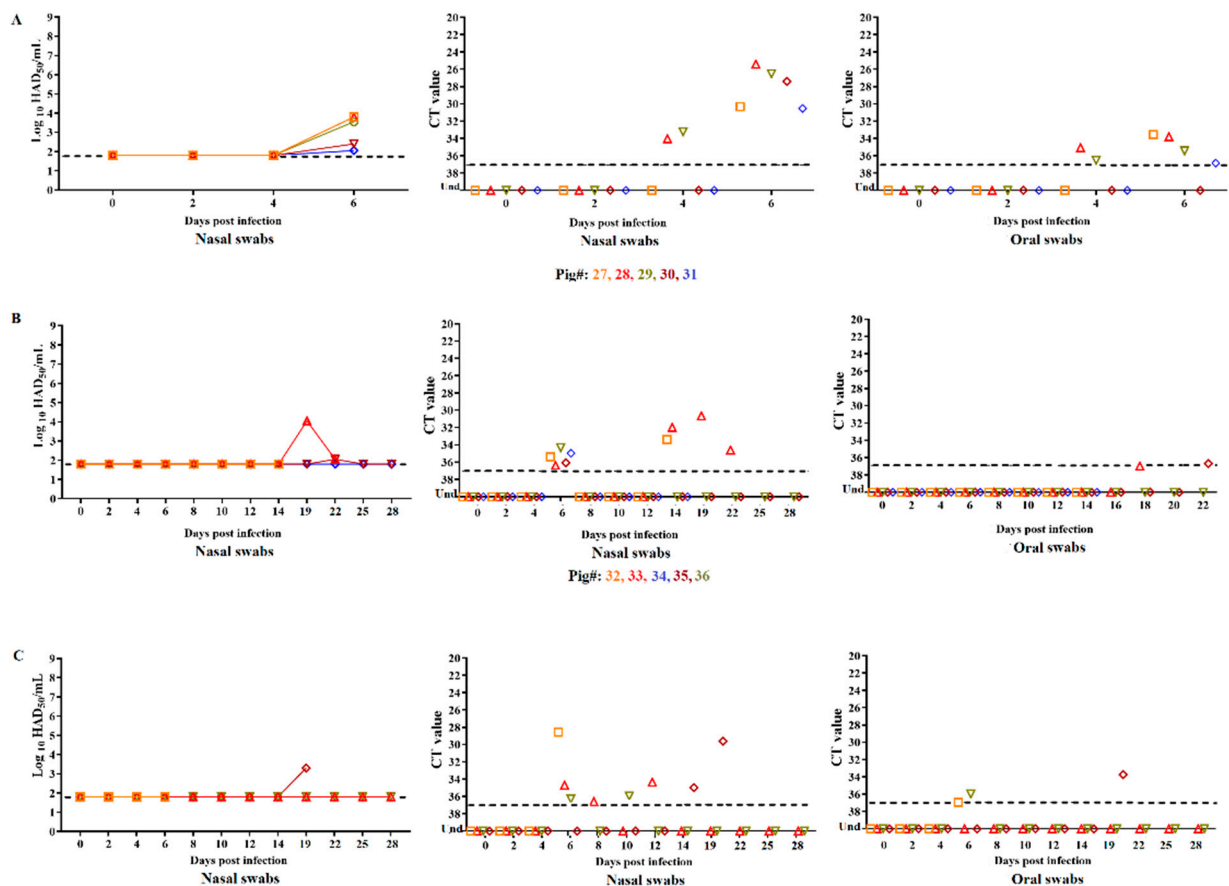 A
Log 10 HAD50/mL
9
8
7
6
5
4
3
2
1
0
0 2 4 6
Days post infection
Nasal swabs
CT value
20
22
24
26
28
30
32
34
36
38
Und
0 2 4 6
Days post infection
Nasal swabs
CT value
20
22
24
26
28
30
32
34
36
38
Und
0 2 4 6
Days post infection
Oral swabs
Pig#: 27, 28, 29, 30, 31
B
Log 10 HAD50/mL
9
8
7
6
5
4
3
2
1
0
0 2 4 6 8 10 12 14 19 22 25 28
Days post infection
Nasal swabs
CT value
20
22
24
26
28
30
32
34
36
38
Und
0 2 4 6 8 10 12 14 19 22 25 28
Days post infection
Nasal swabs
CT value
20
22
24
26
28
30
32
34
36
38
Und
0 2 4 6 8 10 12 14 16 18 20 22
Days post infection
Oral swabs
Pig#: 32, 33, 34, 35, 36
C
Log 10 HAD50/mL
9
8
7
6
5
4
3
2
1
0
0 2 4 6 8 10 12 14 19 22 25 28
Days post infection
Nasal swabs
CT value
20
22
24
26
28
30
32
34
36
38
Und
0 2 4 6 8 10 12 14 19 22 25 28
Days post infection
Nasal swabs
CT value
20
22
24
26
28
30
32
34
36
38
Und
0 2 4 6 8 10 12 14 19 22 25 28
Days post infection
Oral swabs